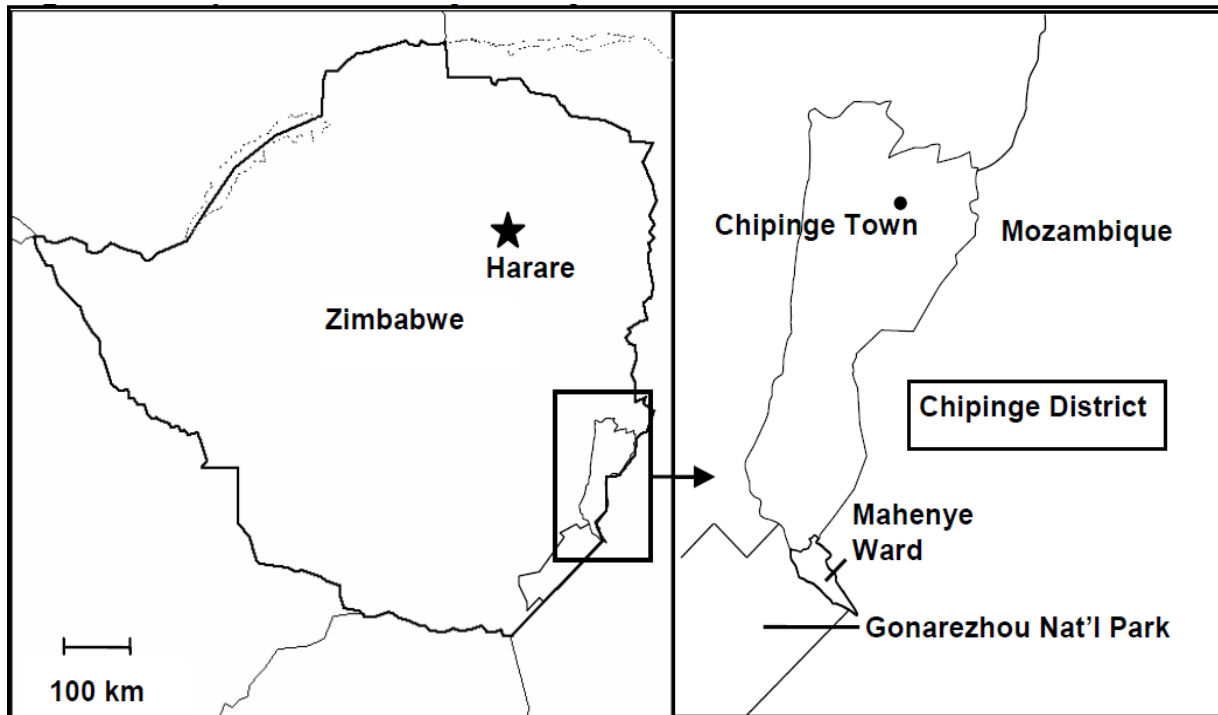 Harare
Zimbabwe
100 km
Chipinge Town
Mozambique
Chipinge District
Mahenye
Ward
Gonarezhou Nat'l Park